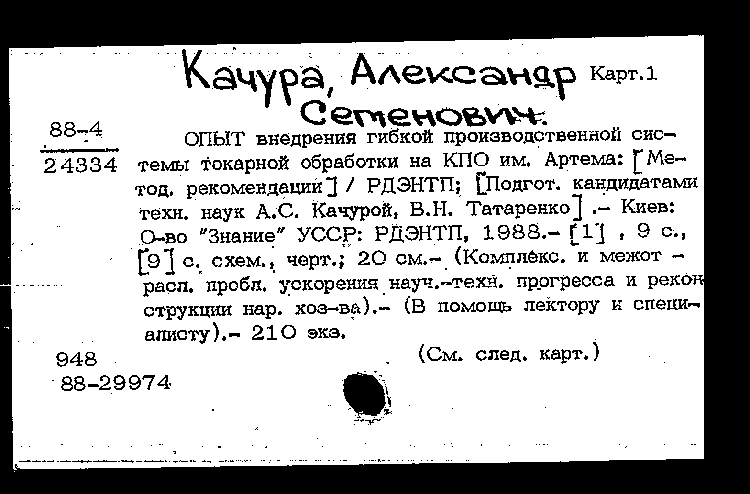 Качура, Александр Карт.1
Семенович.
88-4
24334
ОПЫТ внедрения гибкой производственной сис-
темы токарной обработки на КПО им. Артема: [Ме-
тод. рекомендации] / РДЭНТП; [Подгот. кандидатами
техн. наук А.С. Качурой, В.Н. Татаренко] .- Киев:
О-во "Знание" УССР: РДЭНТП, 1988.- [1] , 9 с.,
[9] с. схем., черт.; 20 см.- (Комплекс. и межот -
расл. пробл. ускорения науч.-техн. прогресса и рекон
струкции нар. хоз-ва).- (В помощь лектору и специ-
алисту).- 210 экз.
948 (См. след. карт.)
88-29974